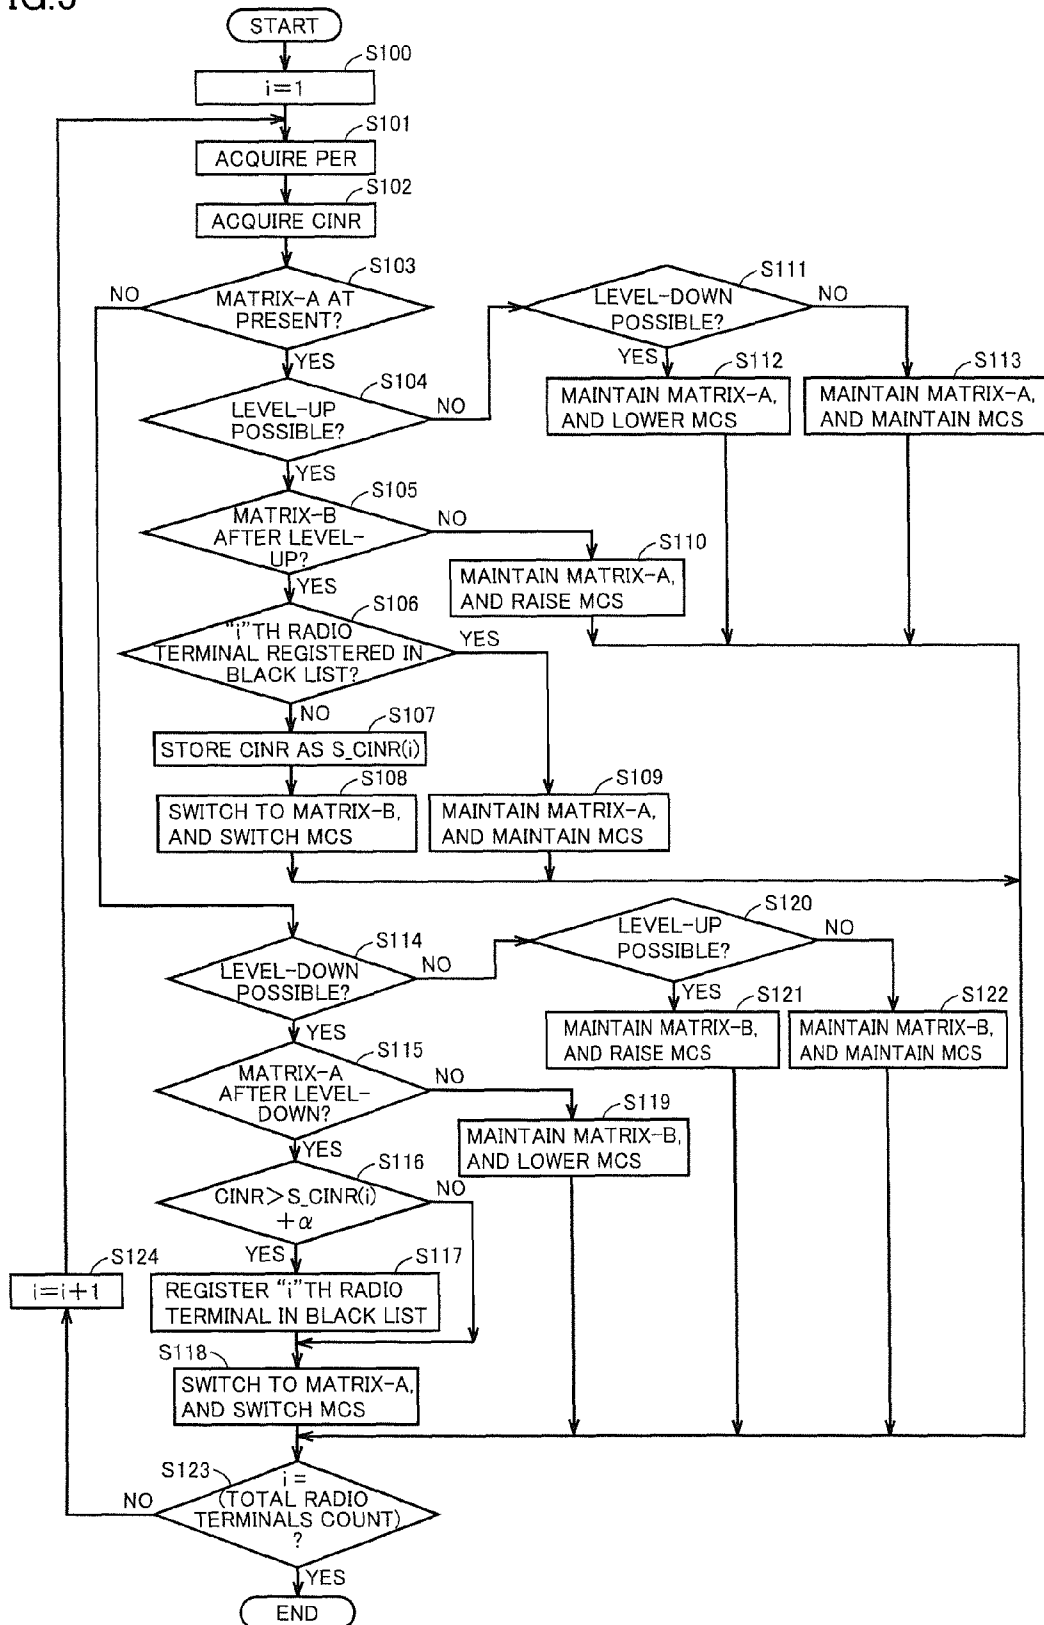 START
S100
i=1
S101
ACQUIRE PER
S102
ACQUIRE CINR
S103
NO
MATRIX-A AT
PRESENT?
YES
S111
LEVEL-DOWN
POSSIBLE?
NO
YES
S112
MAINTAIN MATRIX-A,
AND LOWER MCS
S113
MAINTAIN MATRIX-A,
AND MAINTAIN MCS
S104
LEVEL-UP
POSSIBLE?
NO
YES
S105
MATRIX-B
AFTER LEVEL-
UP?
NO
YES
S110
MAINTAIN MATRIX-A,
AND RAISE MCS
S106
"i"TH RADIO
TERMINAL REGISTERED IN
BLACK LIST?
YES
NO
S107
STORE CINR AS S_CINR(i)
S108
SWITCH TO MATRIX-B,
AND SWITCH MCS
S109
MAINTAIN MATRIX-A,
AND MAINTAIN MCS
S114
LEVEL-DOWN
POSSIBLE?
NO
YES
S120
LEVEL-UP
POSSIBLE?
NO
YES
S121
MAINTAIN MATRIX-B,
AND RAISE MCS
S122
MAINTAIN MATRIX-B,
AND MAINTAIN MCS
S115
MATRIX-A
AFTER LEVEL-
DOWN?
NO
YES
S119
MAINTAIN MATRIX-B,
AND LOWER MCS
S116
CINR>S_CINR(i)
+α
NO
YES
S117
REGISTER "i"TH RADIO
TERMINAL IN BLACK LIST
S118
SWITCH TO MATRIX-A,
AND SWITCH MCS
S124
i=i+1
S123
i=
(TOTAL RADIO
TERMINALS COUNT)
?
NO
YES
END